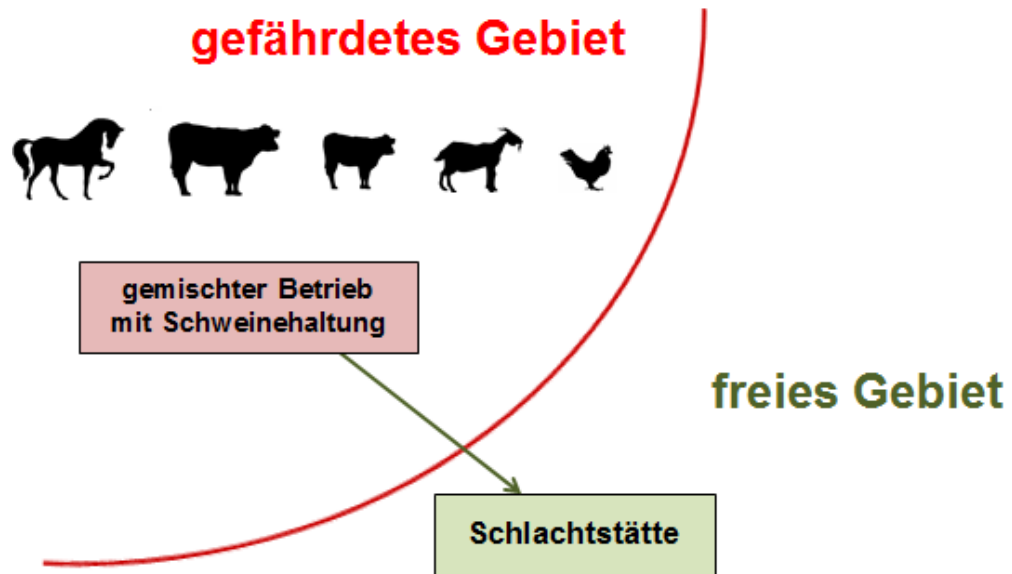 gefährdetes Gebiet
gemischter Betrieb
mit Schweinehaltung
freies Gebiet
Schlachtstätte